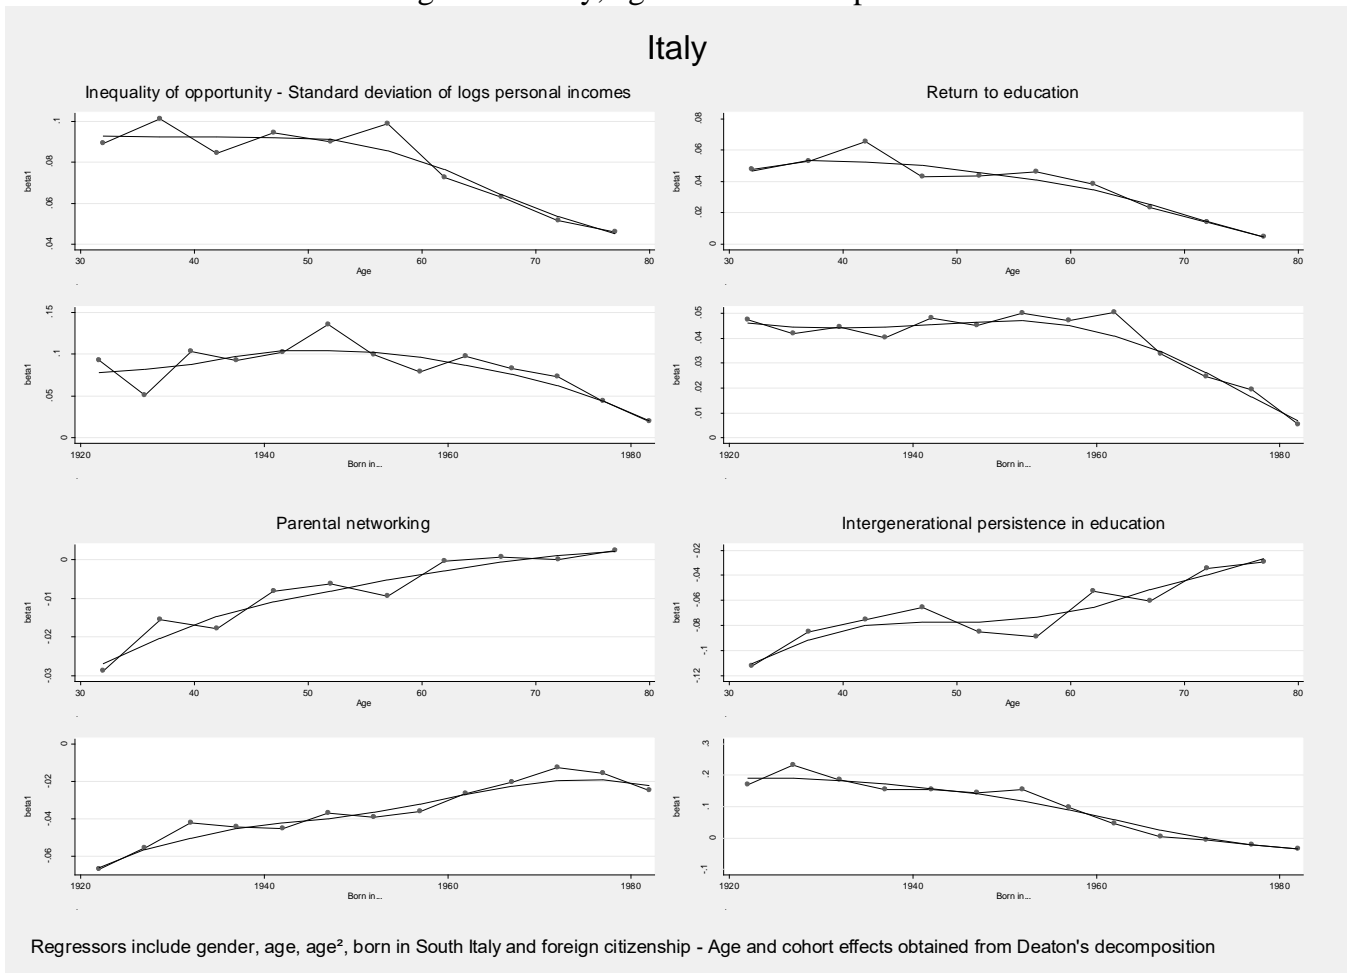 Italy
Inequality of opportunity - Standard deviation of logs personal incomes
beta1
.1
.08
.06
.04
30 40 50 60 70 80
Age
Return to education
beta1
.08
.06
.04
.02
0
30 40 50 60 70 80
Age
beta1
.15
.1
.05
0
1920 1940 1960 1980
Born in...
beta1
.05
.04
.03
.02
.01
0
1920 1940 1960 1980
Born in...
Parental networking
beta1
0
-.01
-.02
-.03
30 40 50 60 70 80
Age
Intergenerational persistence in education
beta1
-.02
-.04
-.06
-.08
-.1
-.12
30 40 50 60 70 80
Age
beta1
0
-.02
-.04
-.06
1920 1940 1960 1980
Born in...
beta1
.3
.2
.1
0
-.1
1920 1940 1960 1980
Born in...
Regressors include gender, age, age², born in South Italy and foreign citizenship - Age and cohort effects obtained from Deaton's decomposition